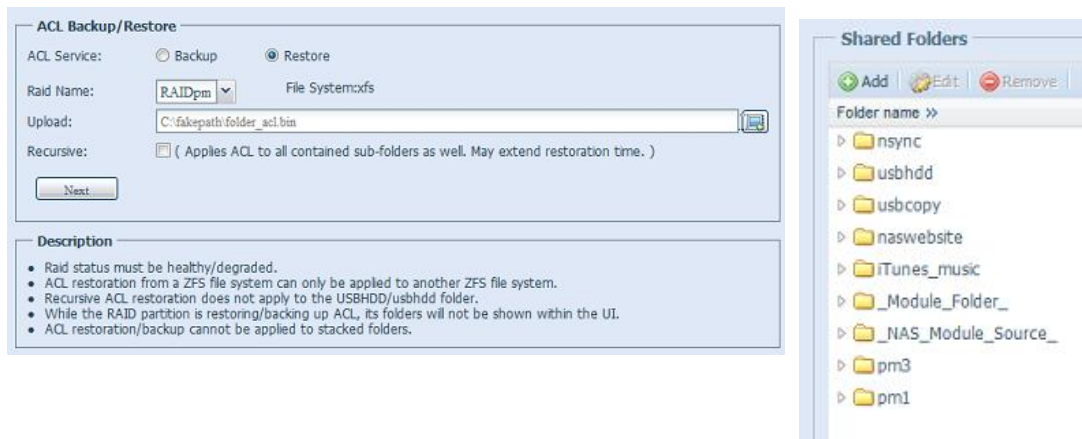 ACL Backup/Restore
ACL Service: Backup Restore
Raid Name: RAIDpm File System:xfs
Upload: C:\fakepath\folder_acl.bin
Recursive: ( Applies ACL to all contained sub-folders as well. May extend restoration time. )
Next
Description
• Raid status must be healthy/degraded.
• ACL restoration from a ZFS file system can only be applied to another ZFS file system.
• Recursive ACL restoration does not apply to the USBHDD/usbhdd folder.
• While the RAID partition is restoring/backing up ACL, its folders will not be shown within the UI.
• ACL restoration/backup cannot be applied to stacked folders.
Shared Folders
Add Edit Remove
Folder name »
nsync
usbhdd
usbcopy
naswebsite
iTunes_music
_Module_Folder_
_NAS_Module_Source_
pm3
pm1